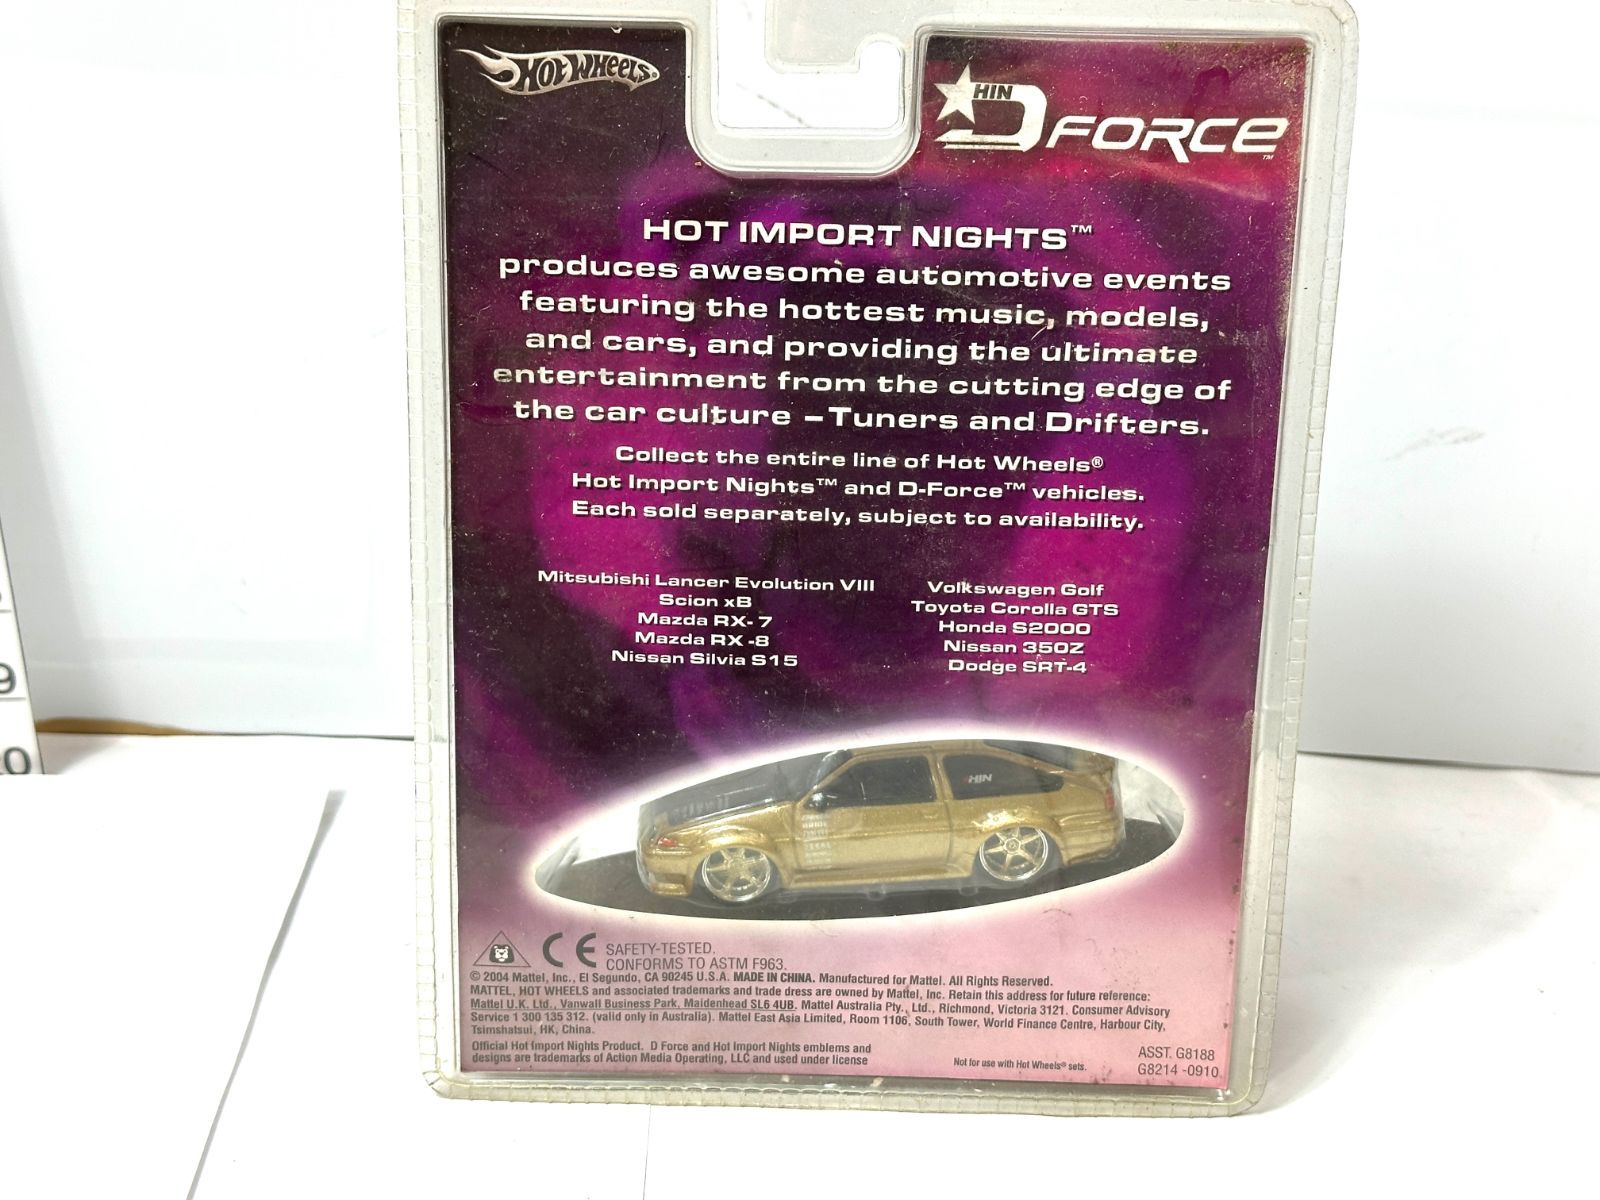 HOT WHEELS®
HIN
D FORCE™
HOT IMPORT NIGHTS™
produces awesome automotive events
featuring the hottest music, models,
and cars, and providing the ultimate
entertainment from the cutting edge of
the car culture –Tuners and Drifters.
Collect the entire line of Hot Wheels®
Hot Import Nights™ and D-Force™ vehicles.
Each sold separately, subject to availability.
Mitsubishi Lancer Evolution VIII
Scion xB
Mazda RX- 7
Mazda RX -8
Nissan Silvia S15
Volkswagen Golf
Toyota Corolla GTS
Honda S2000
Nissan 350Z
Dodge SRT-4
HIN
CE
SAFETY-TESTED.
CONFORMS TO ASTM F963.
© 2004 Mattel, Inc., El Segundo, CA 90245 U.S.A. MADE IN CHINA. Manufactured for Mattel. All Rights Reserved.
MATTEL, HOT WHEELS and associated trademarks and trade dress are owned by Mattel, Inc. Retain this address for future reference:
Mattel U.K. Ltd., Vanwall Business Park, Maidenhead SL6 4UB. Mattel Australia Pty., Ltd., Richmond, Victoria 3121. Consumer Advisory
Service 1 300 135 312. (valid only in Australia). Mattel East Asia Limited, Room 1106, South Tower, World Finance Centre, Harbour City,
Tsimshatsui, HK, China.
Official Hot Import Nights Product. D Force and Hot Import Nights emblems and
designs are trademarks of Action Media Operating, LLC and used under license
Not for use with Hot Wheels® sets.
ASST. G8188
G8214 -0910
9